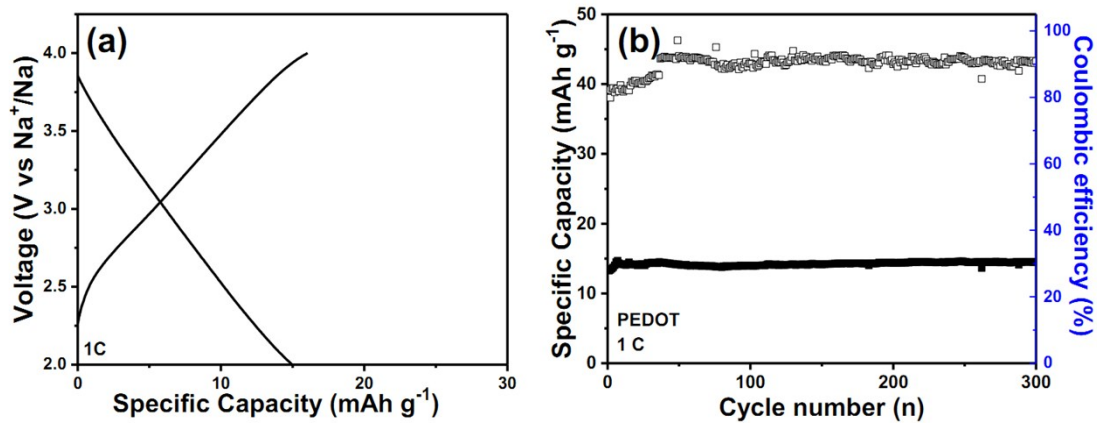 (a)
Voltage (V vs Na⁺/Na)
4.0
3.5
3.0
2.5
2.0
1C
0 10 20 30
Specific Capacity (mAh g⁻¹)
(b)
Specific Capacity (mAh g⁻¹)
50
40
30
20
10
0
PEDOT
1 C
0 100 200 300
Cycle number (n)
100
80
60
40
20
0
Coulombic efficiency (%)